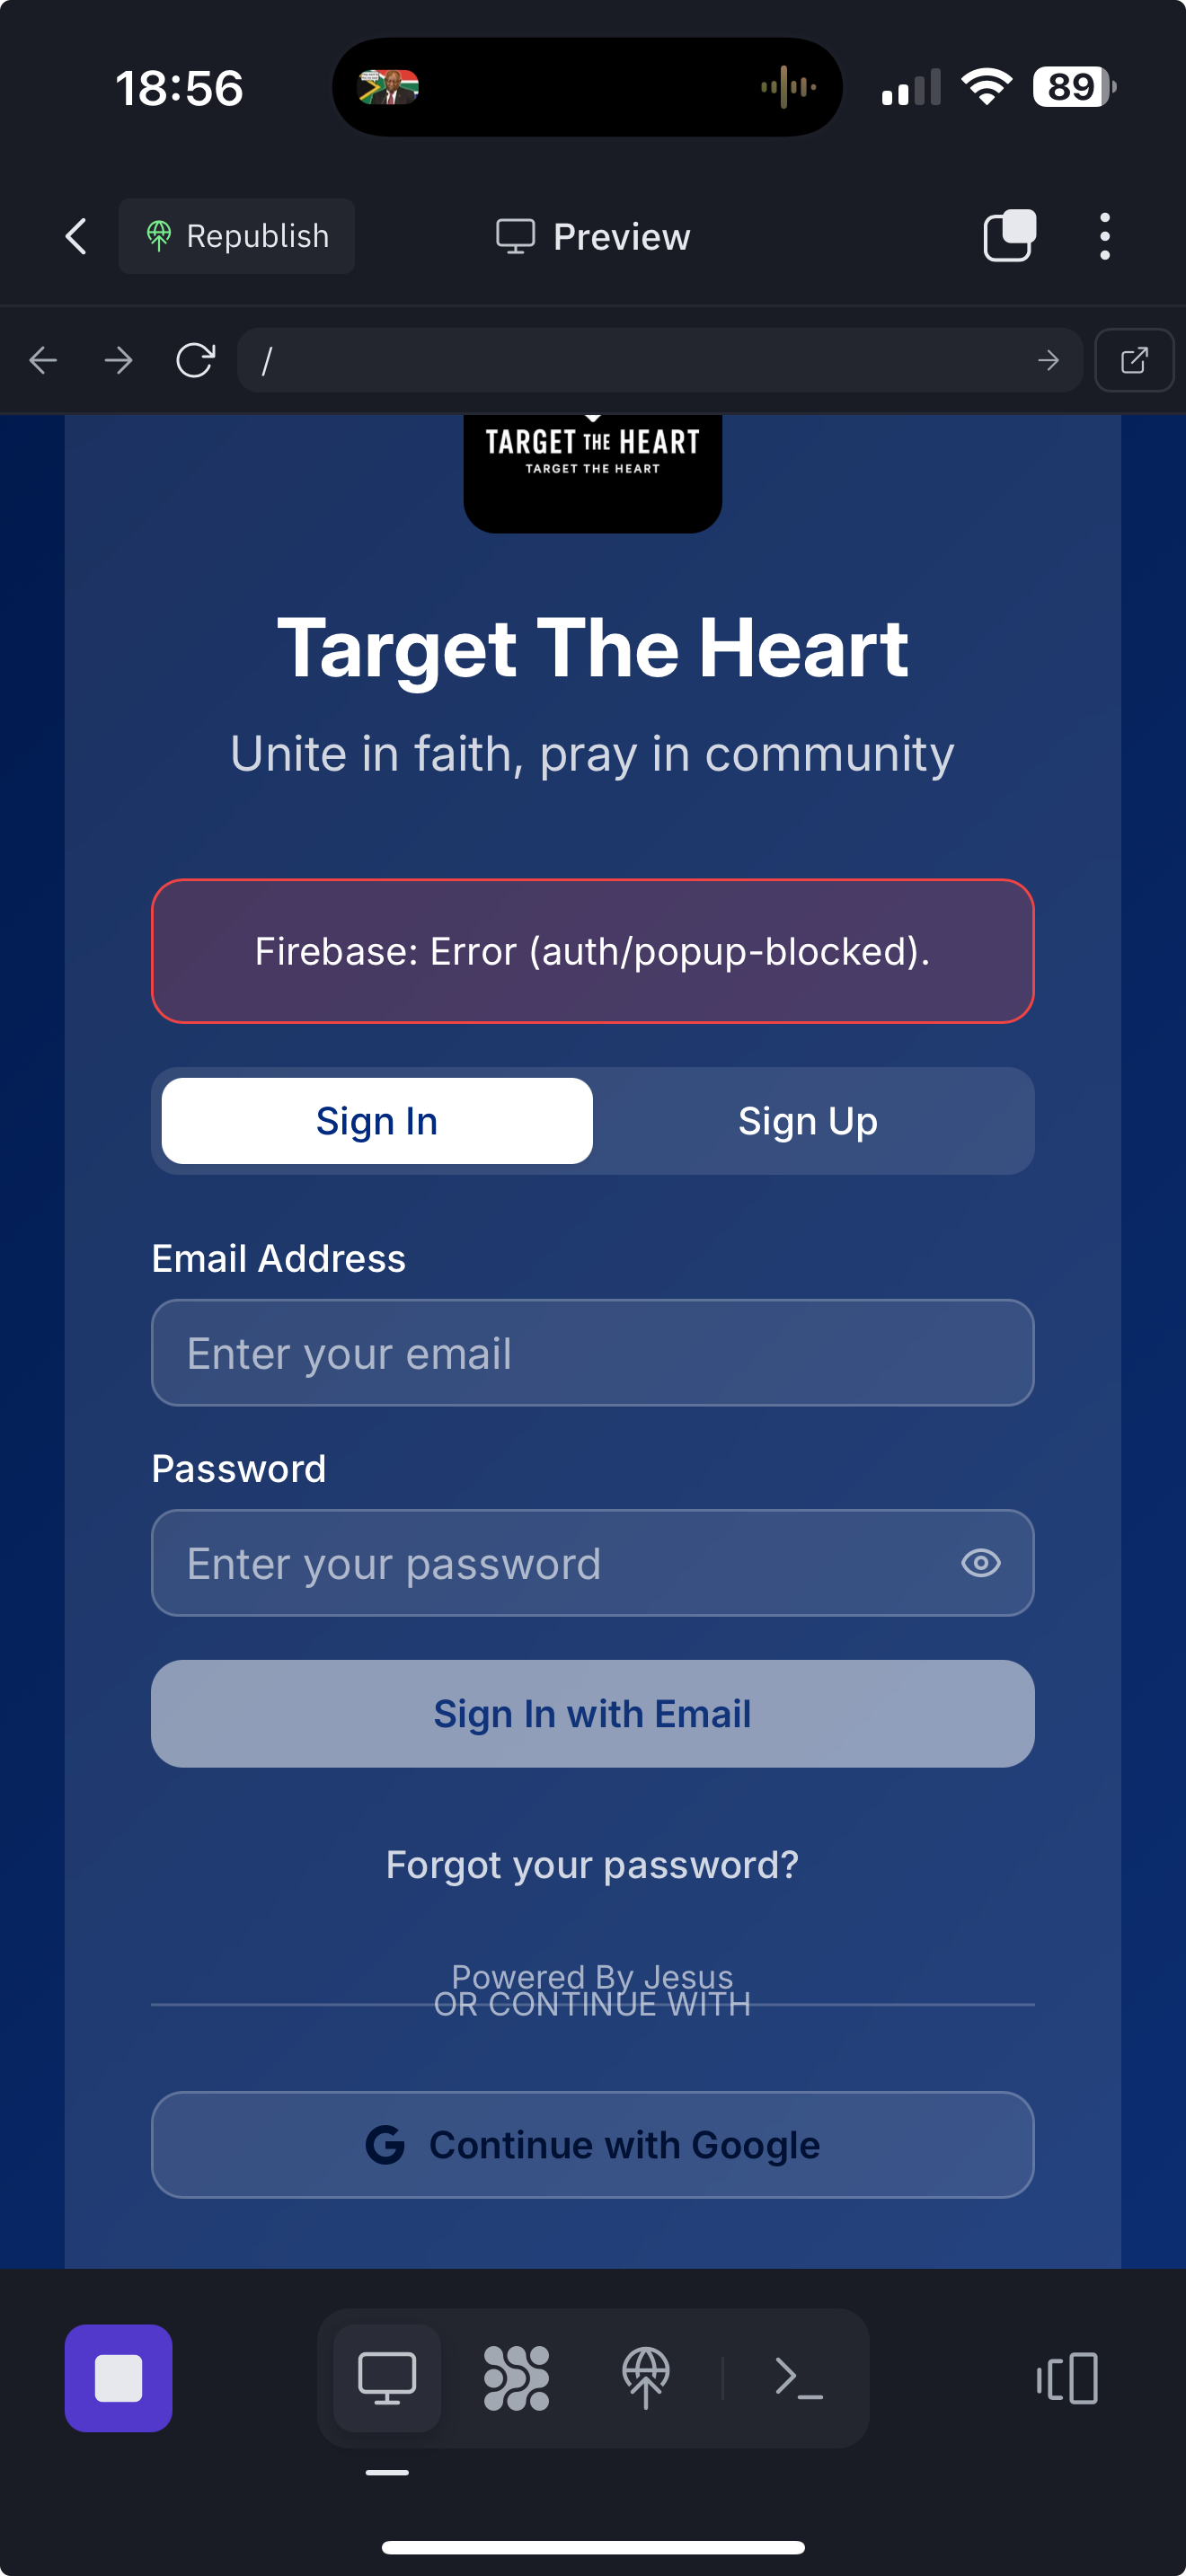 18:56
89
Republish
Preview
/
TARGET THE HEART
TARGET THE HEART
Target The Heart
Unite in faith, pray in community
Firebase: Error (auth/popup-blocked).
Sign In
Sign Up
Email Address
Enter your email
Password
Enter your password
Sign In with Email
Forgot your password?
Powered By Jesus
OR CONTINUE WITH
Continue with Google